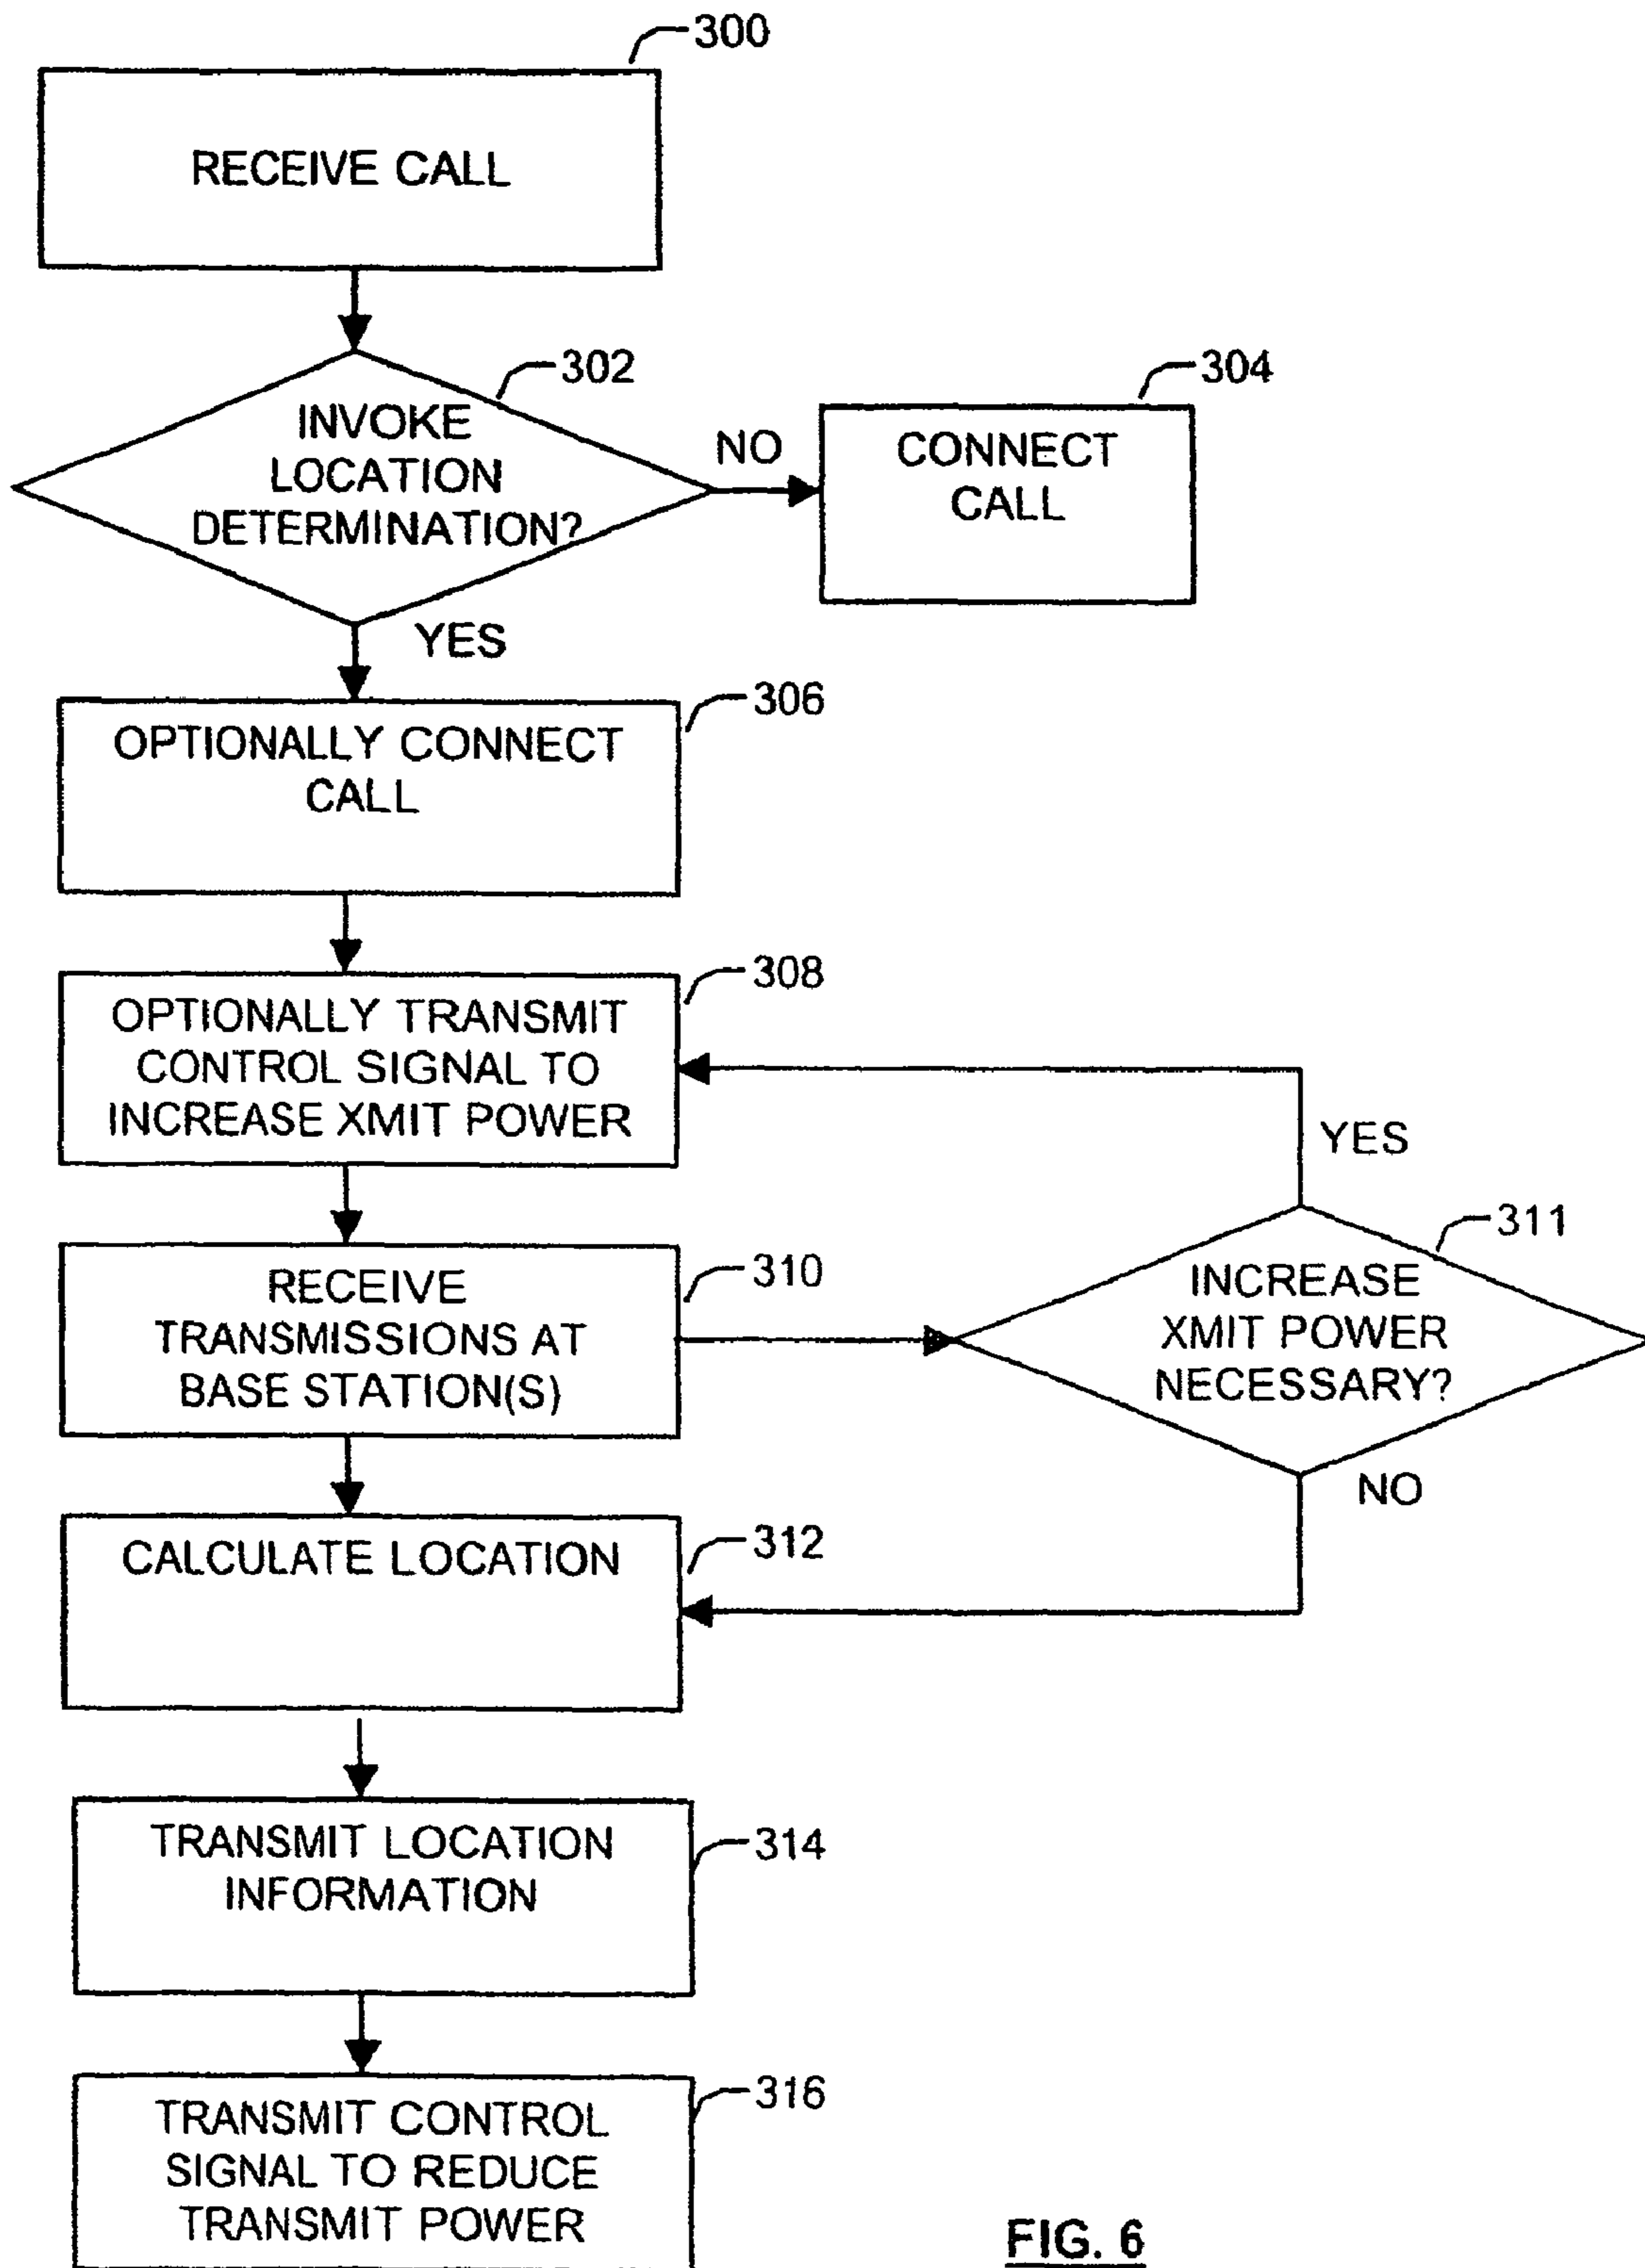 300
RECEIVE CALL
302
INVOKE
LOCATION
DETERMINATION?
NO
304
CONNECT
CALL
YES
306
OPTIONALLY CONNECT
CALL
308
OPTIONALLY TRANSMIT
CONTROL SIGNAL TO
INCREASE XMIT POWER
YES
310
RECEIVE
TRANSMISSIONS AT
BASE STATION(S)
311
INCREASE
XMIT POWER
NECESSARY?
NO
312
CALCULATE LOCATION
314
TRANSMIT LOCATION
INFORMATION
316
TRANSMIT CONTROL
SIGNAL TO REDUCE
TRANSMIT POWER
FIG. 6